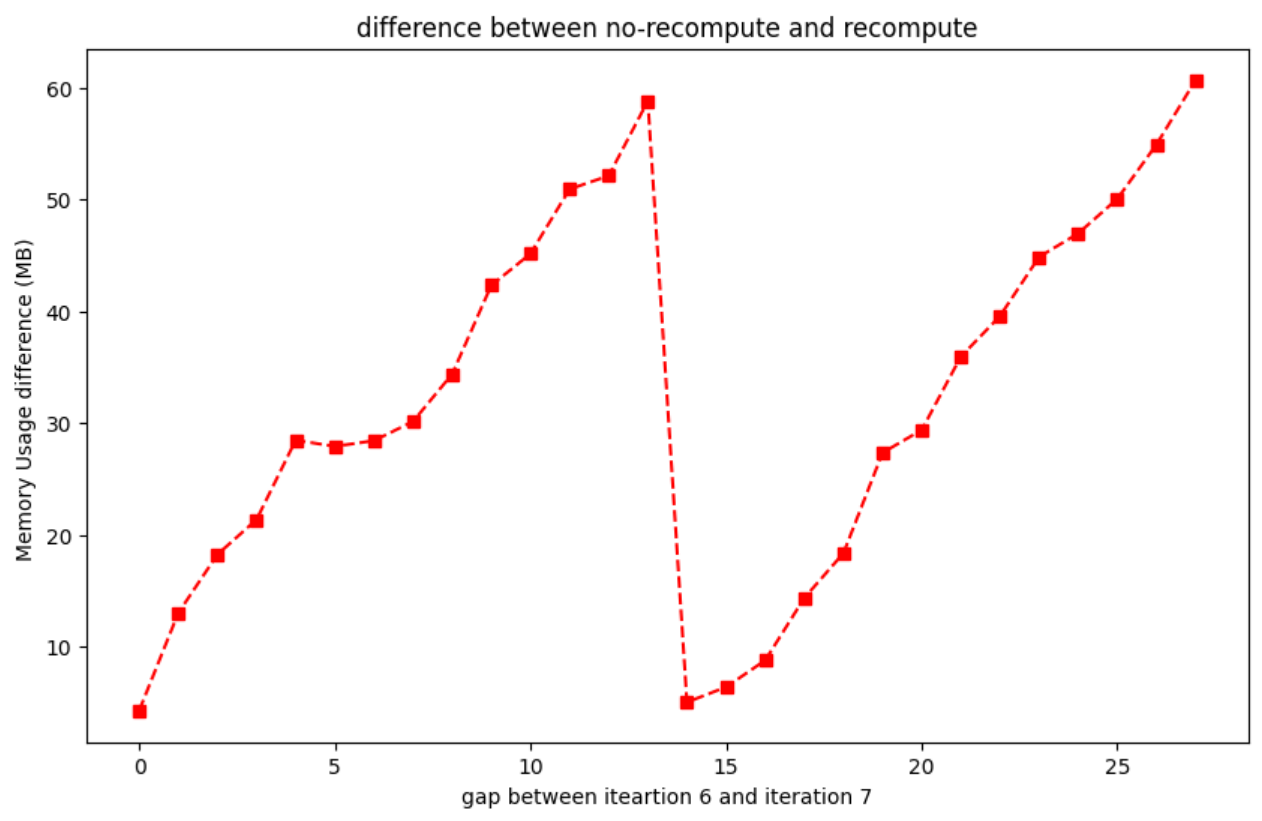 difference between no-recompute and recompute
Memory Usage difference (MB)
60
50
40
30
20
10
0 5 10 15 20 25
gap between iteartion 6 and iteration 7